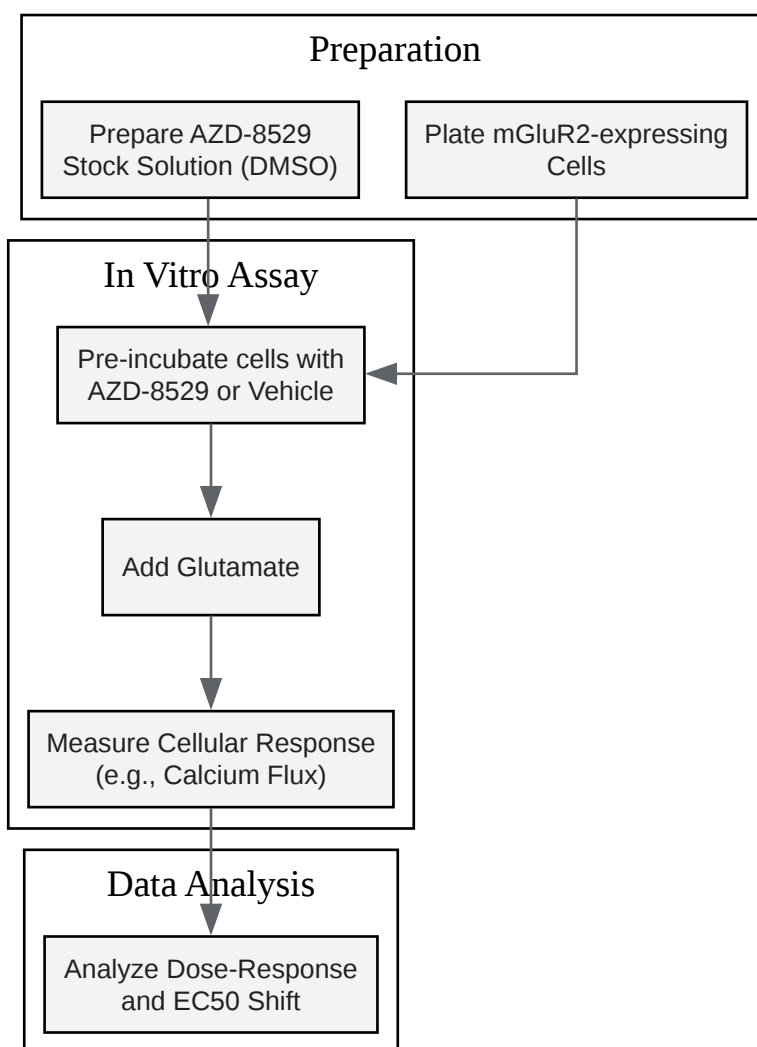 Preparation
Prepare AZD-8529
Stock Solution (DMSO)
Plate mGluR2-expressing
Cells
In Vitro Assay
Pre-incubate cells with
AZD-8529 or Vehicle
Add Glutamate
Measure Cellular Response
(e.g., Calcium Flux)
Data Analysis
Analyze Dose-Response
and EC50 Shift